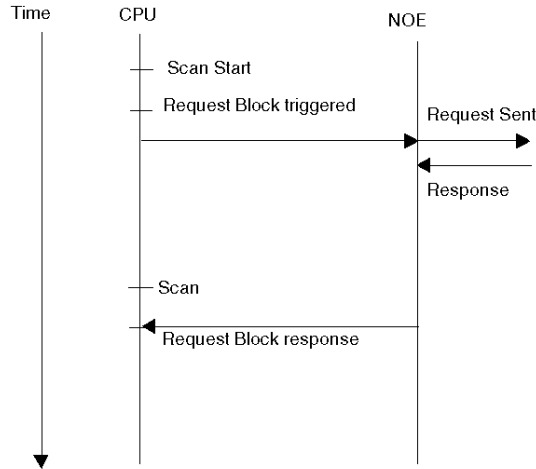 Time
CPU
NOE
Scan Start
Request Block triggered
Request Sent
Response
Scan
Request Block response